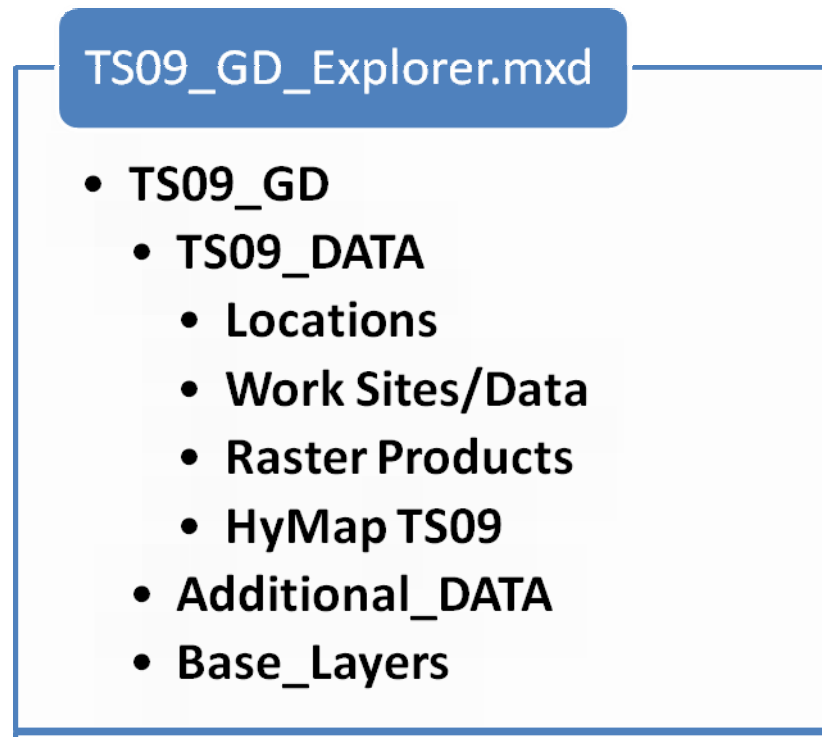 TS09_GD_Explorer.mxd
• TS09_GD
• TS09_DATA
• Locations
• Work Sites/Data
• Raster Products
• HyMap TS09
• Additional_DATA
• Base_Layers